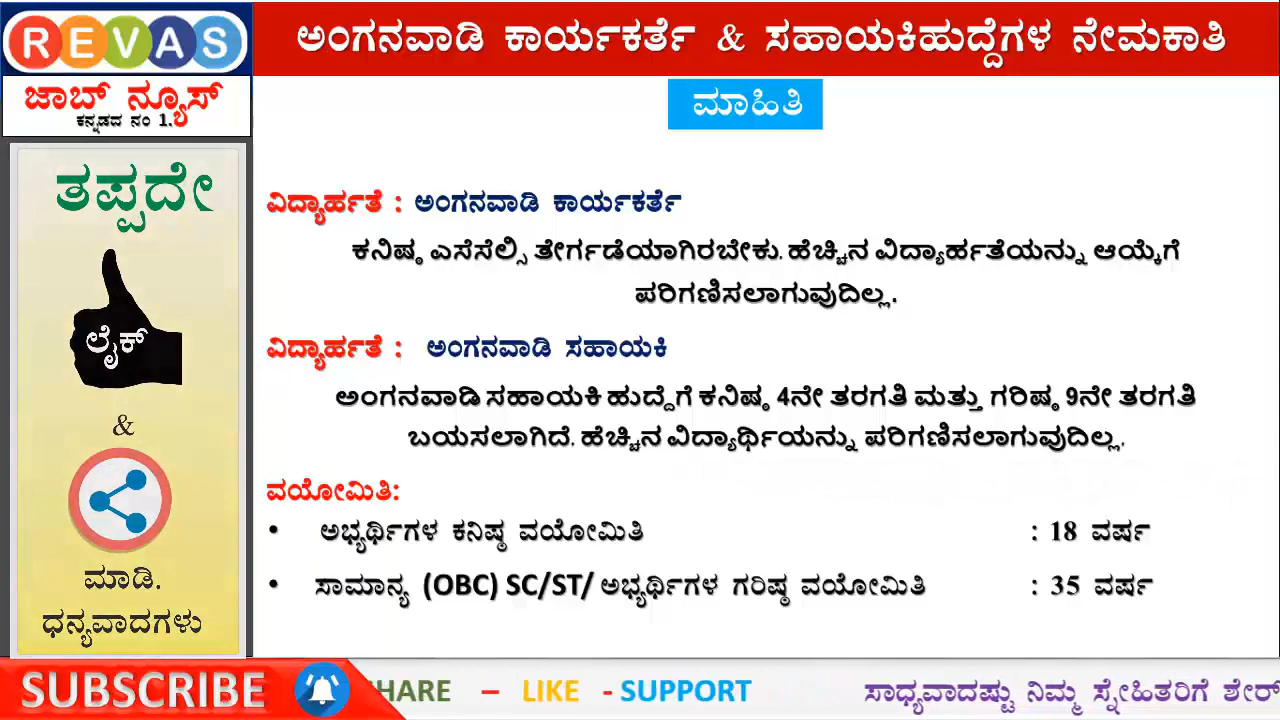 REVAS
ಜಾಬ್ ನ್ಯೂಸ್
ಕನ್ನಡದ ನಂ 1.
ಅಂಗನವಾಡಿ ಕಾರ್ಯಕರ್ತೆ & ಸಹಾಯಕಿಹುದ್ದೆಗಳ ನೇಮಕಾತಿ
ಮಾಹಿತಿ
ತಪ್ಪದೇ
ಲೈಕ್
&
ಮಾಡಿ.
ಧನ್ಯವಾದಗಳು
ವಿದ್ಯಾರ್ಹತೆ : ಅಂಗನವಾಡಿ ಕಾರ್ಯಕರ್ತೆ
ಕನಿಷ್ಠ ಎಸೆಸೆಲ್ಸಿ ತೇರ್ಗಡೆಯಾಗಿರಬೇಕು. ಹೆಚ್ಚಿನ ವಿದ್ಯಾರ್ಹತೆಯನ್ನು ಆಯ್ಕೆಗೆ
ಪರಿಗಣಿಸಲಾಗುವುದಿಲ್ಲ.
ವಿದ್ಯಾರ್ಹತೆ : ಅಂಗನವಾಡಿ ಸಹಾಯಕಿ
ಅಂಗನವಾಡಿ ಸಹಾಯಕಿ ಹುದ್ದೆಗೆ ಕನಿಷ್ಠ 4ನೇ ತರಗತಿ ಮತ್ತು ಗರಿಷ್ಠ 9ನೇ ತರಗತಿ
ಬಯಸಲಾಗಿದೆ. ಹೆಚ್ಚಿನ ವಿದ್ಯಾರ್ಥಿಯನ್ನು ಪರಿಗಣಿಸಲಾಗುವುದಿಲ್ಲ.
ವಯೋಮಿತಿ:
• ಅಭ್ಯರ್ಥಿಗಳ ಕನಿಷ್ಠ ವಯೋಮಿತಿ : 18 ವರ್ಷ
• ಸಾಮಾನ್ಯ (OBC) SC/ST/ ಅಭ್ಯರ್ಥಿಗಳ ಗರಿಷ್ಠ ವಯೋಮಿತಿ : 35 ವರ್ಷ
SUBSCRIBE HARE – LIKE - SUPPORT ಸಾಧ್ಯವಾದಷ್ಟು ನಿಮ್ಮ ಸ್ನೇಹಿತರಿಗೆ ಶೇರ್